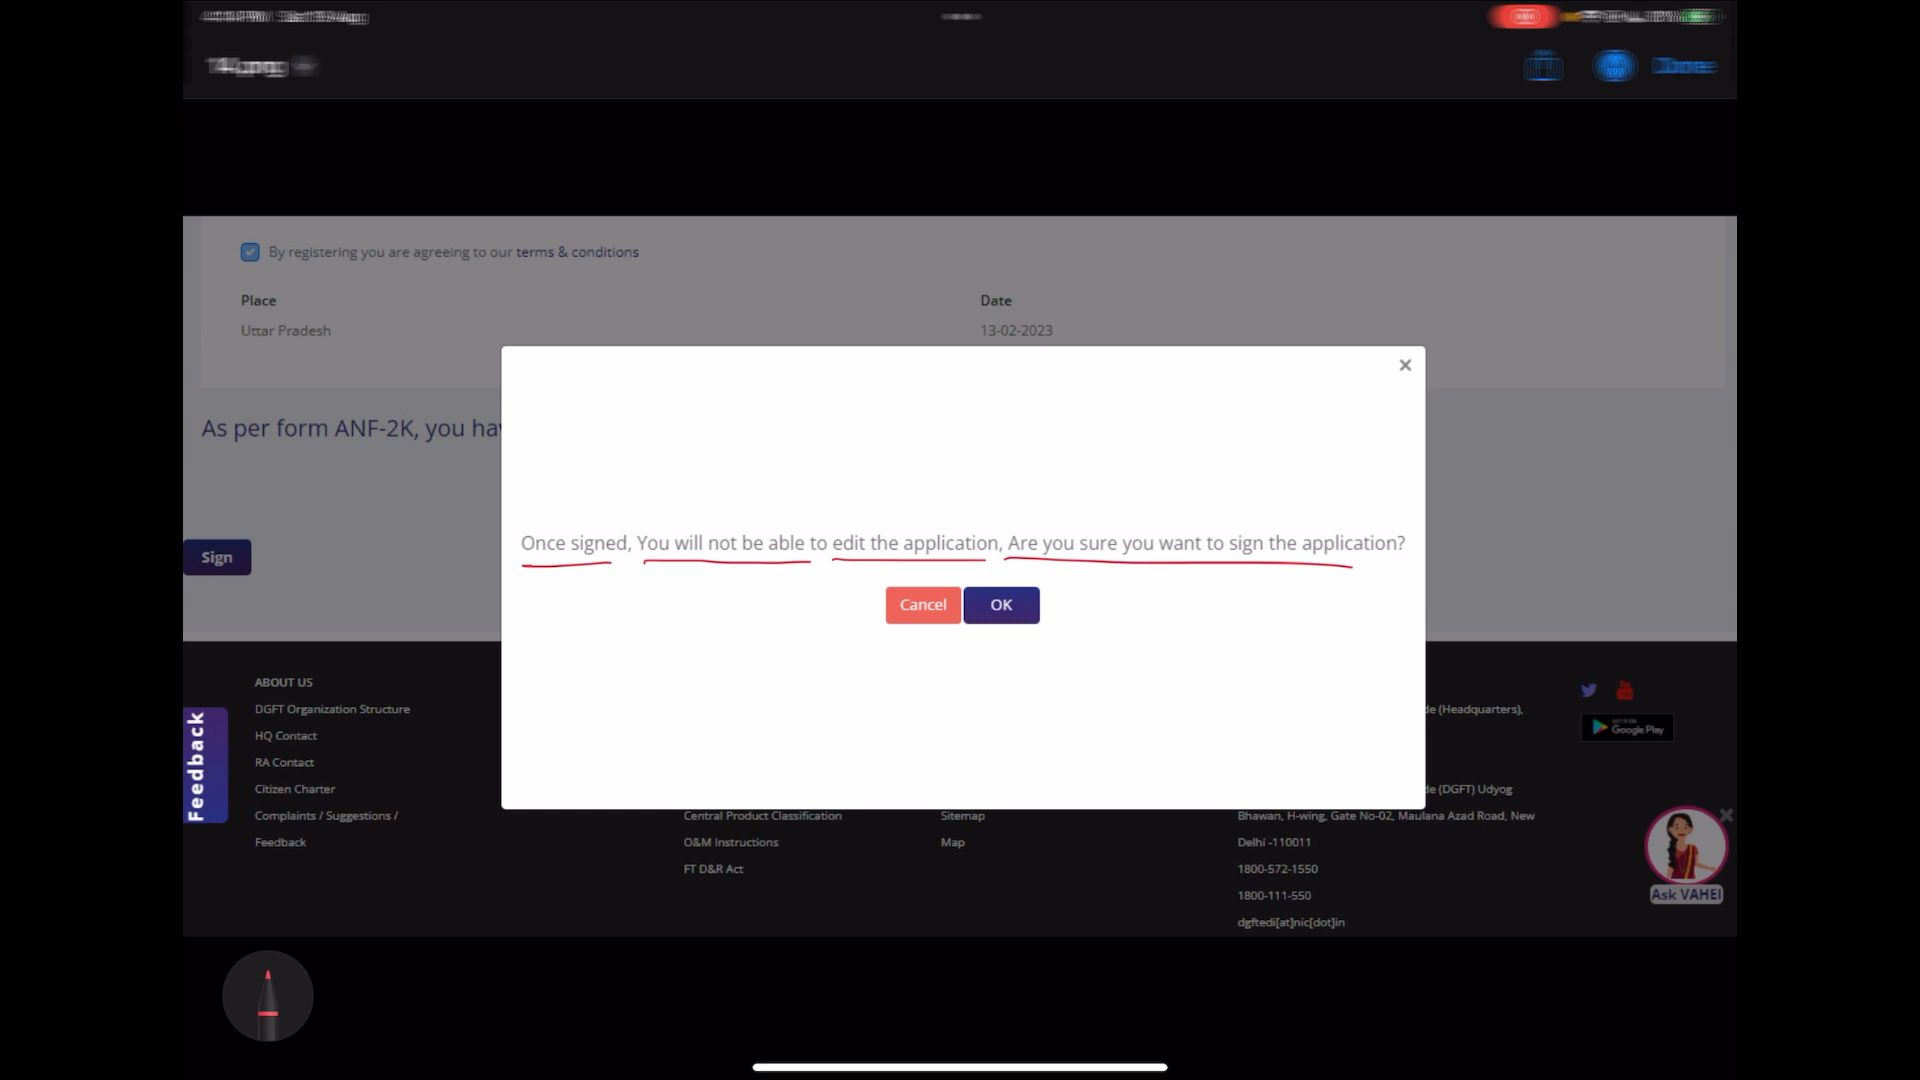 By registering you are agreeing to our terms & conditions
Place
Date
Uttar Pradesh
13-02-2023
As per form ANF-2K, you
Once signed, You will not be able to edit the application, Are you sure you want to sign the application?
Cancel
OK
Sign
Feedback
ABOUT US
DGFT Organization Structure
HQ Contact
RA Contact
Citizen Charter
Complaints / Suggestions /
Feedback
Central Product Classification
O&M Instructions
FT D&R Act
Sitemap
Map
(Headquarters),
(DGFT) Udyog
Bhawan, H-wing, Gate No-02, Maulana Azad Road, New
Delhi -110011
1800-572-1550
1800-111-550
dgftedi[at]nic[dot]in
GET IT ON
Google Play
Ask VAHEI